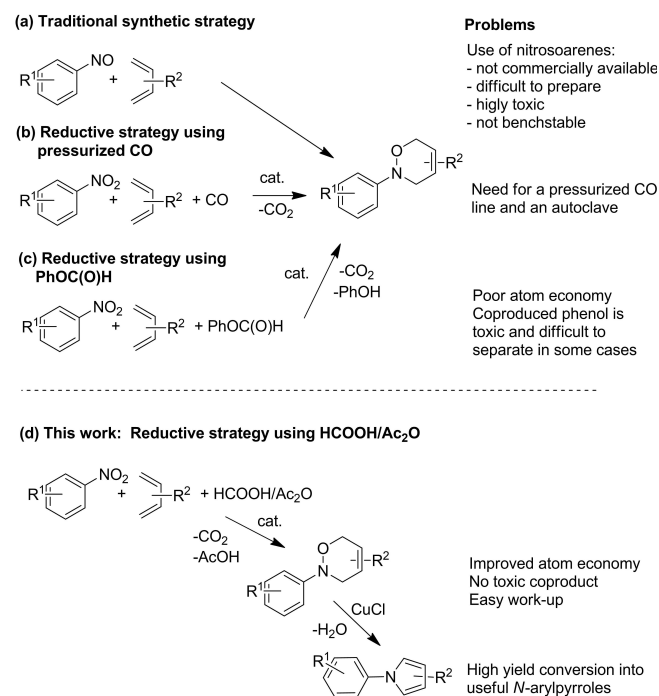 (a) Traditional synthetic strategy
Problems
Use of nitrosoarenes:
- not commercially available
- difficult to prepare
- higly toxic
- not benchstable
R¹ NO + R²
(b) Reductive strategy using
pressurized CO
R¹ NO₂ + R² + CO
cat.
-CO₂
R¹ N O R²
Need for a pressurized CO
line and an autoclave
(c) Reductive strategy using
PhOC(O)H
cat.
-CO₂
-PhOH
R¹ NO₂ + R² + PhOC(O)H
Poor atom economy
Coproduced phenol is
toxic and difficult to
separate in some cases
(d) This work: Reductive strategy using HCOOH/Ac₂O
R¹ NO₂ + R² + HCOOH/Ac₂O
cat.
-CO₂
-AcOH
R¹ N O R²
Improved atom economy
No toxic coproduct
Easy work-up
CuCl
-H₂O
R¹ N R²
High yield conversion into
useful N-arylpyrroles